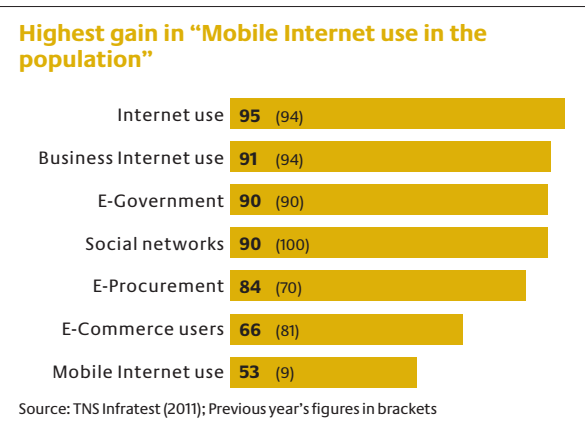 Highest gain in “Mobile Internet use in the
population”
Internet use 95 (94)
Business Internet use 91 (94)
E-Government 90 (90)
Social networks 90 (100)
E-Procurement 84 (70)
E-Commerce users 66 (81)
Mobile Internet use 53 (9)
Source: TNS Infratest (2011); Previous year’s figures in brackets